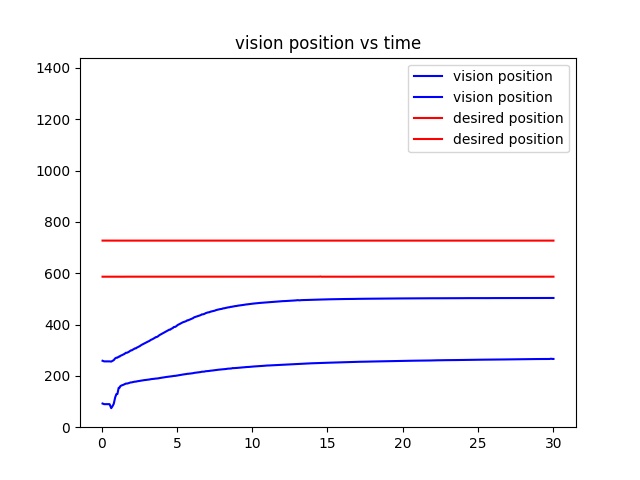 vision position vs time
1400
1200
1000
800
600
400
200
0
vision position
vision position
desired position
desired position
0 5 10 15 20 25 30